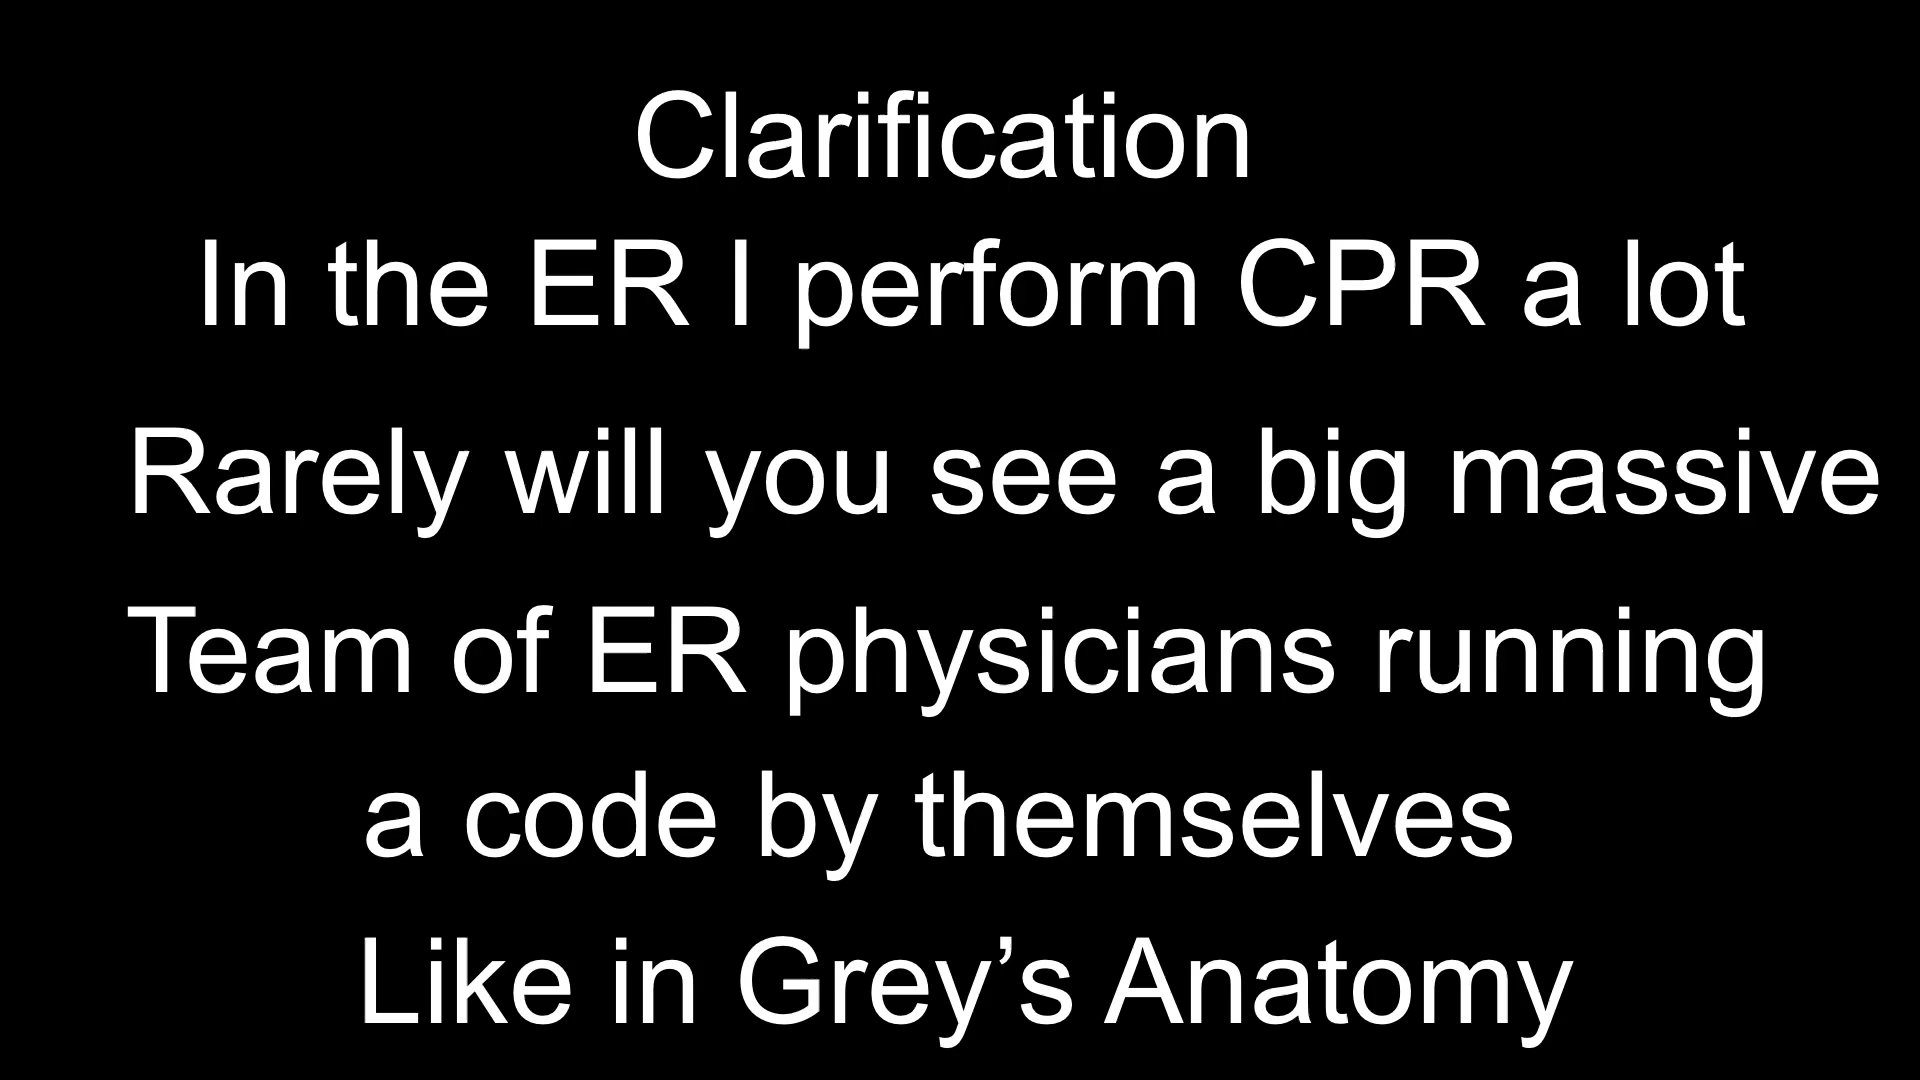 Clarification
In the ER I perform CPR a lot
Rarely will you see a big massive
Team of ER physicians running
a code by themselves
Like in Grey’s Anatomy